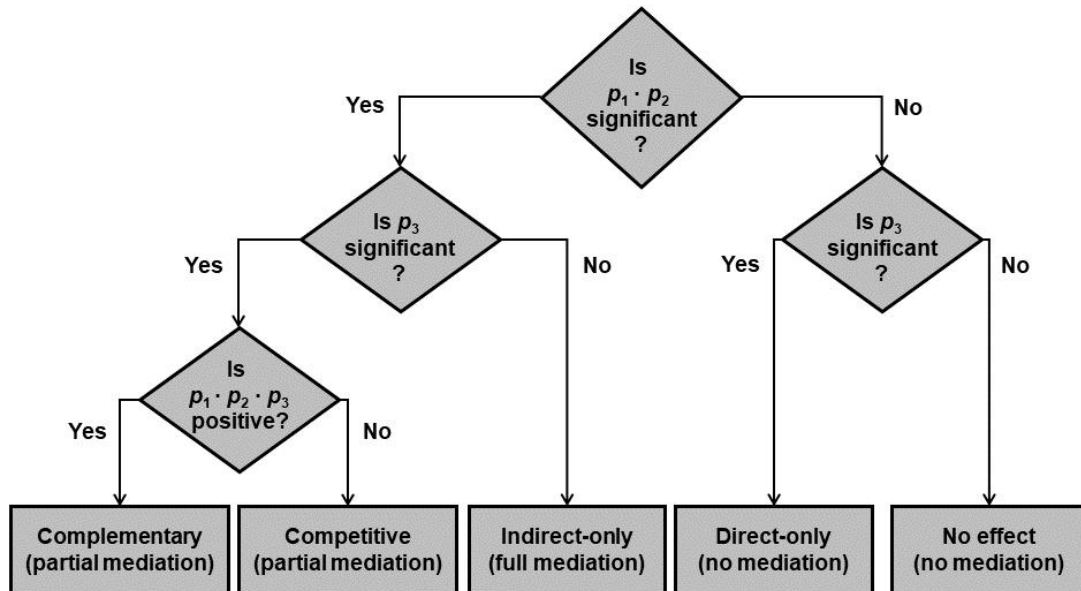 Is
p₁ · p₂
significant
?
Yes
No
Is p₃
significant
?
Yes
No
Is p₃
significant
?
Yes
No
Is
p₁ · p₂ · p₃
positive?
Yes
No
Complementary
(partial mediation)
Competitive
(partial mediation)
Indirect-only
(full mediation)
Direct-only
(no mediation)
No effect
(no mediation)